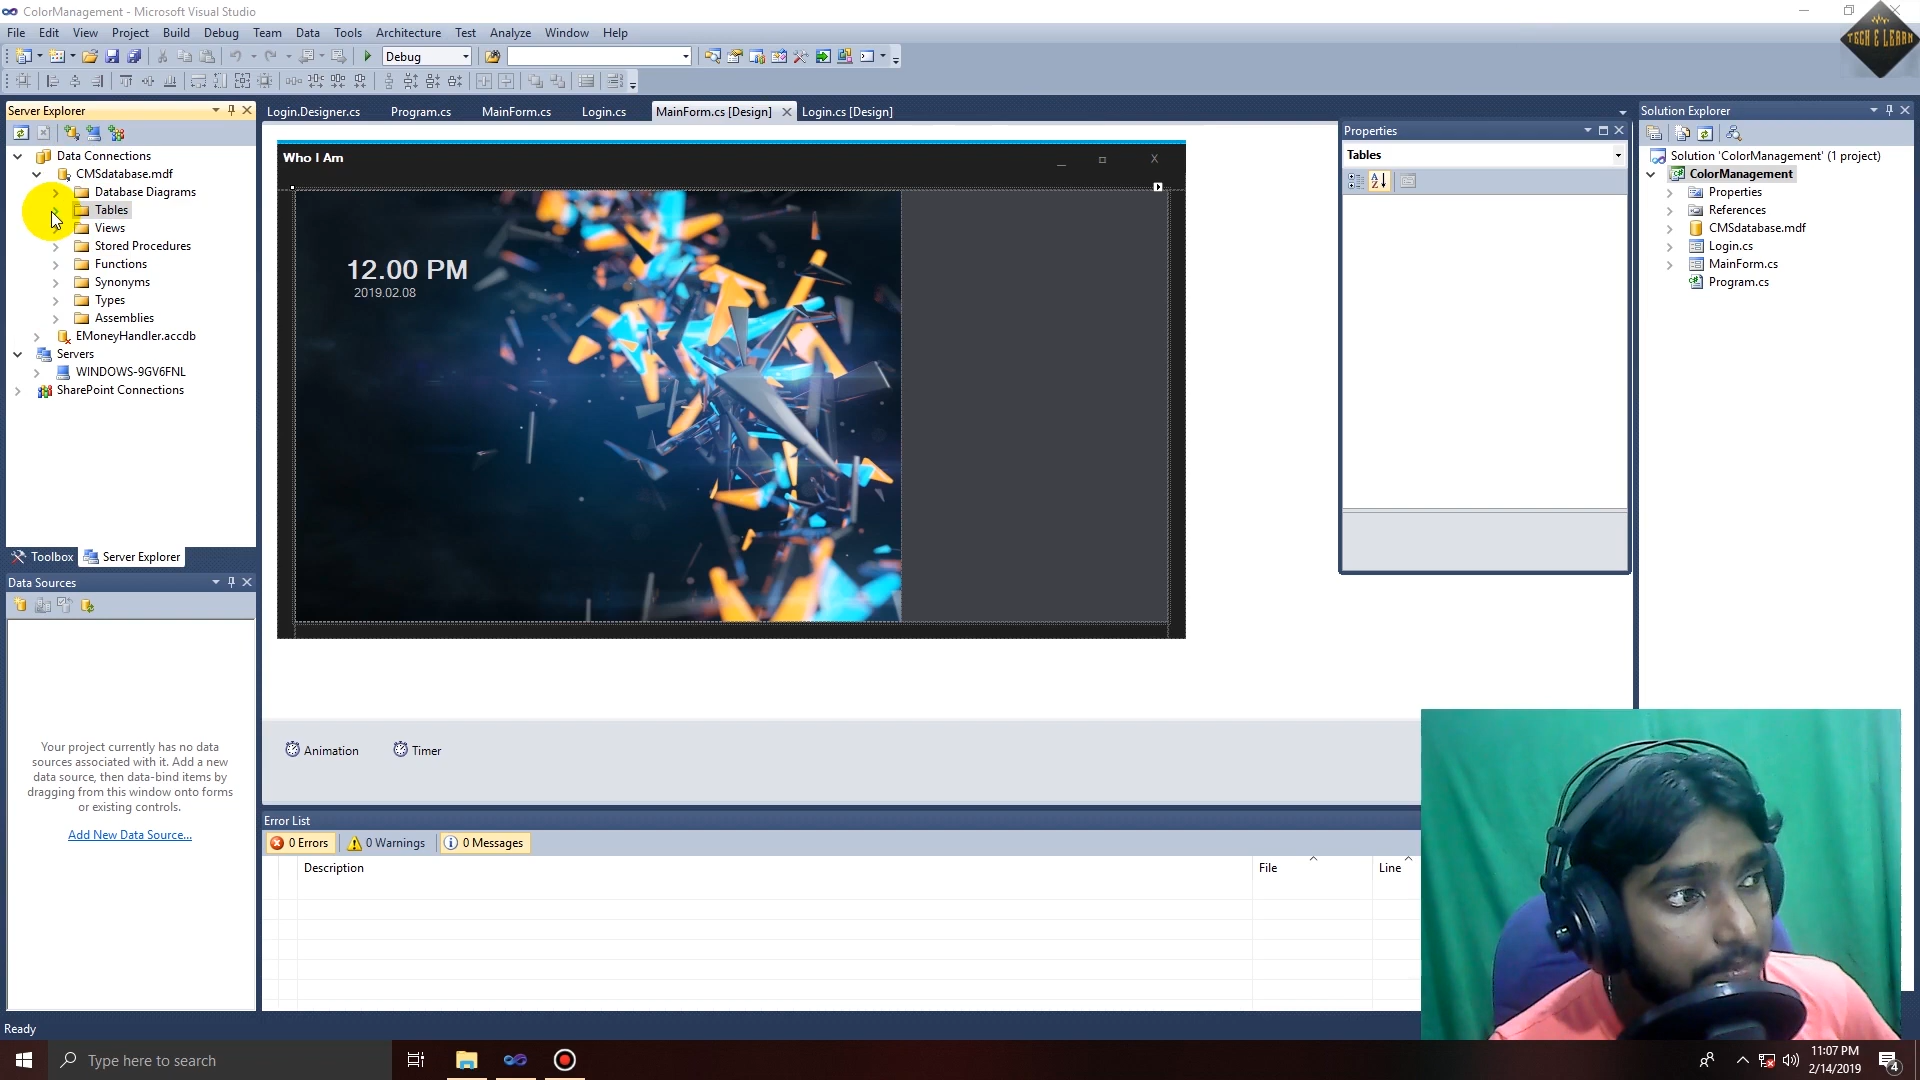 ColorManagement - Microsoft Visual Studio
TECH E LEARN
File Edit View Project Build Debug Team Data Tools Architecture Test Analyze Window Help
Debug
Server Explorer
Data Connections
CMSdatabase.mdf
Database Diagrams
Tables
Views
Stored Procedures
Functions
Synonyms
Types
Assemblies
EMoneyHandler.accdb
Servers
WINDOWS-9GV6FNL
SharePoint Connections
Toolbox Server Explorer
Data Sources
Your project currently has no data
sources associated with it. Add a new
data source, then data-bind items by
dragging from this window onto forms
or existing controls.
Add New Data Source...
Login.Designer.cs Program.cs MainForm.cs Login.cs MainForm.cs [Design] Login.cs [Design]
Who I Am
X
12.00 PM
2019.02.08
Animation Timer
Error List
0 Errors 0 Warnings 0 Messages
Description File Line
Properties
Tables
Solution Explorer
Solution 'ColorManagement' (1 project)
ColorManagement
Properties
References
CMSdatabase.mdf
Login.cs
MainForm.cs
Program.cs
Ready
Type here to search
11:07 PM
2/14/2019
4